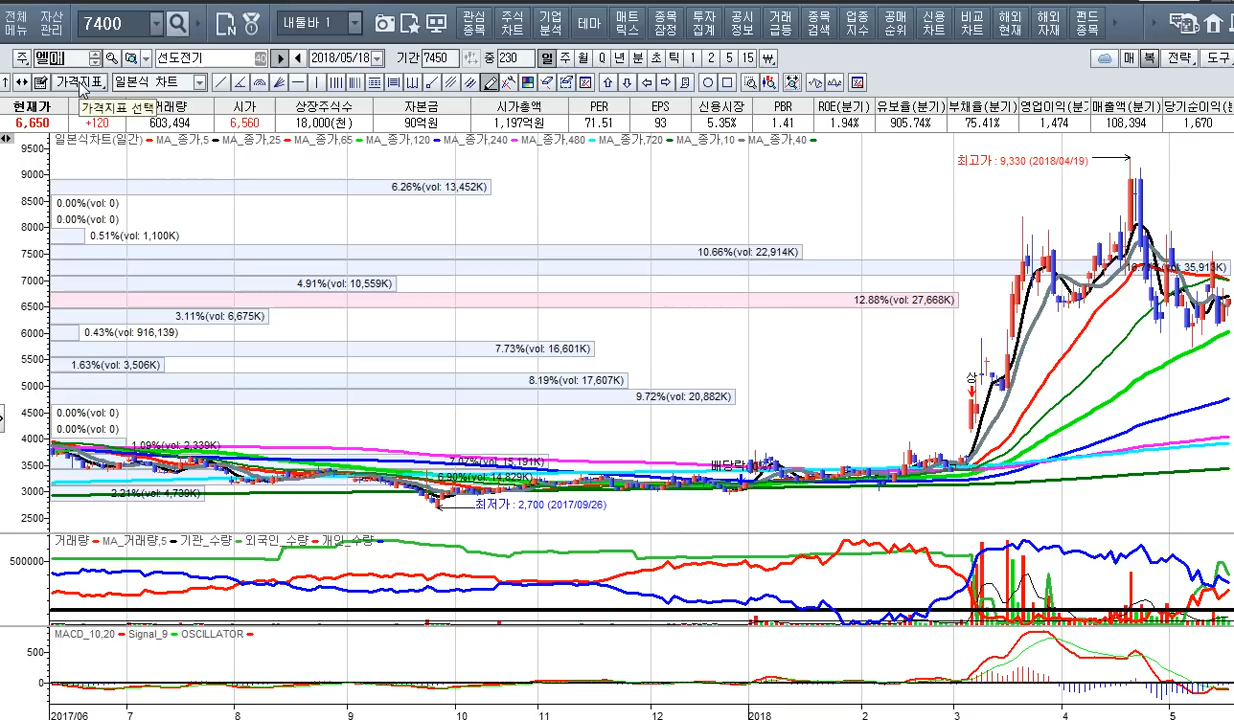 전체 자산
메뉴 관리
7400
내툴바 1
관심 주식 기업 테마 매트 종목 투자 공시 거래 종목 업종 공매 신용 비교 해외 해외 펀드
종목 차트 분석 릭스 잠정 집계 정보 급등 검색 지수 순위 차트 차트 현재 자재 종목
주 선도전기 40 2018/05/18 기간 7450 중 230 일 주 월 Q 년 분 초 틱 1 2 5 15 ₩ 매 복 전략 도구
가격지표 일본식 차트
현재가 거래량 시가 상장주식수 자본금 시가총액 PER EPS 신용시장 PBR ROE(분기) 유보율(분기) 부채율(분기) 영업이익(분기 매출액(분기) 당기순이익(분
가격지표 선택
6,650 +120 603,494 6,560 18,000(천) 90억원 1,197억원 71.51 93 5.35% 1.41 1.94% 905.74% 75.41% 1,474 108,394 1,670
일본식차트(일간) MA_종가,5 MA_종가,25 MA_종가,65 MA_종가,120 MA_종가,240 MA_종가,480 MA_종가,720 MA_종가,10 MA_종가,40
9500
최고가 : 9,330 (2018/04/19)
9000
6.26%(vol: 13,452K)
8500
0.00%(vol: 0)
0.00%(vol: 0)
8000
0.51%(vol: 1,100K)
7500
10.66%(vol: 22,914K)
35,913K)
7000
4.91%(vol: 10,559K)
12.88%(vol: 27,668K)
6500
3.11%(vol: 6,675K)
6000
0.43%(vol: 916,139)
7.73%(vol: 16,601K)
5500
1.63%(vol: 3,506K)
상
8.19%(vol: 17,607K)
5000
9.72%(vol: 20,882K)
4500
0.00%(vol: 0)
0.00%(vol: 0)
4000
1.09%(vol: 2,339K)
7.07%(vol: 15,191K)
배당락
3500
6.90%(vol: 14,829K)
3000
2.21%(vol: 4,739K)
최저가 : 2,700 (2017/09/26)
2500
거래량 MA_거래량,5 기관_수량 외국인_수량 개인_수량
500000
MACD_10,20 Signal_9 OSCILLATOR
500
0
2017/06 7 8 9 10 11 12 2018 2 3 4 5